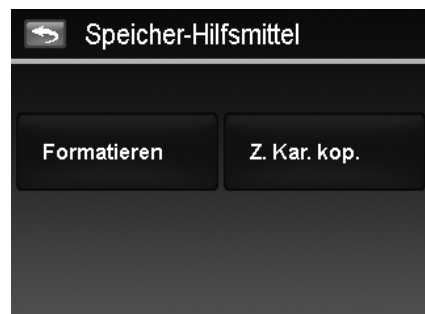 Speicher-Hilfsmittel
Formatieren
Z. Kar. kop.